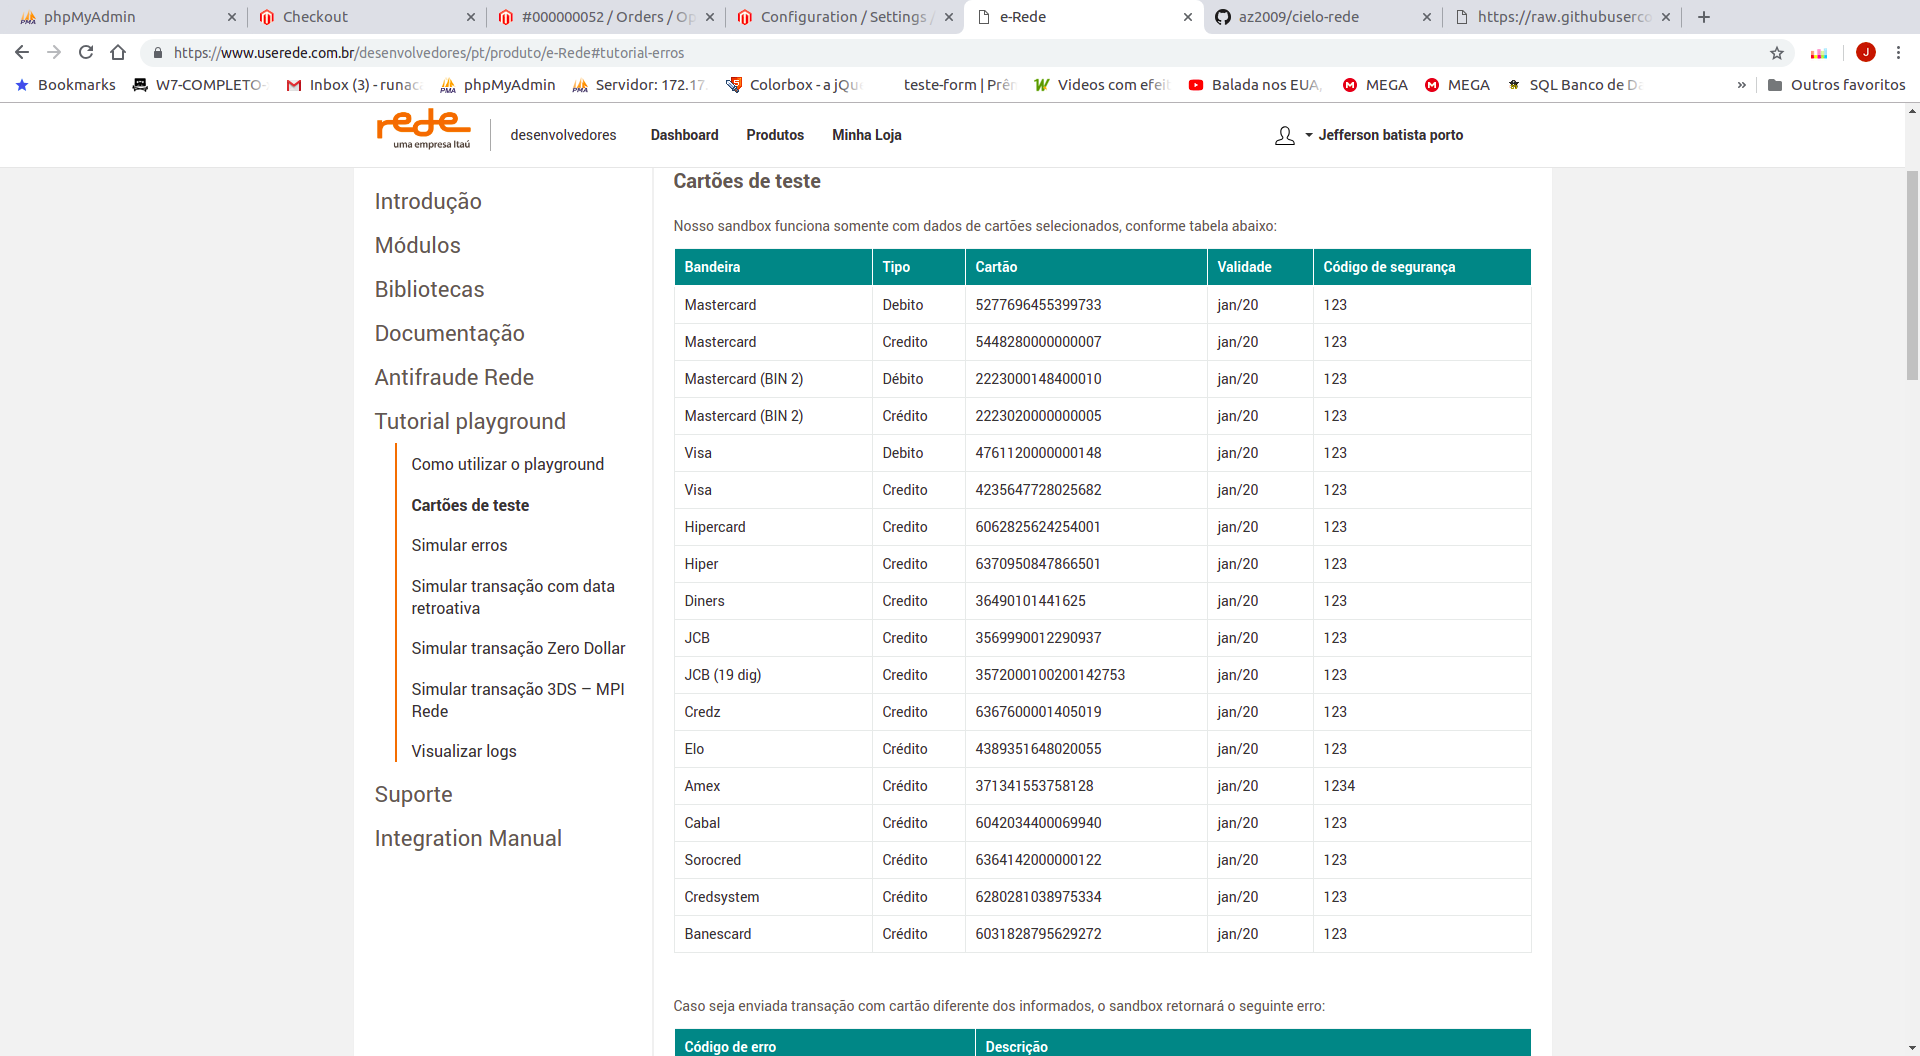 phpMyAdmin
Checkout
#000000052 / Orders / Op
Configuration / Settings /
e-Rede
az2009/cielo-rede
https://raw.githubuserco
https://www.userede.com.br/desenvolvedores/pt/produto/e-Rede#tutorial-erros
J
Bookmarks
W7-COMPLETO-
Inbox (3) - runac
phpMyAdmin
Servidor: 172.17.
Colorbox - a jQue
teste-form | Prên
Videos com efeit
Balada nos EUA,
MEGA
MEGA
SQL Banco de Da
»
Outros favoritos
rede
uma empresa Itaú
desenvolvedores
Dashboard
Produtos
Minha Loja
Jefferson batista porto
Introdução
Módulos
Bibliotecas
Documentação
Antifraude Rede
Tutorial playground
Como utilizar o playground
Cartões de teste
Simular erros
Simular transação com data
retroativa
Simular transação Zero Dollar
Simular transação 3DS – MPI
Rede
Visualizar logs
Suporte
Integration Manual
Cartões de teste
Nosso sandbox funciona somente com dados de cartões selecionados, conforme tabela abaixo:
Bandeira Tipo Cartão Validade Código de segurança
Mastercard Debito 5277696455399733 jan/20 123
Mastercard Credito 5448280000000007 jan/20 123
Mastercard (BIN 2) Débito 2223000148400010 jan/20 123
Mastercard (BIN 2) Crédito 2223020000000005 jan/20 123
Visa Debito 4761120000000148 jan/20 123
Visa Credito 4235647728025682 jan/20 123
Hipercard Credito 6062825624254001 jan/20 123
Hiper Credito 6370950847866501 jan/20 123
Diners Credito 36490101441625 jan/20 123
JCB Credito 3569990012290937 jan/20 123
JCB (19 dig) Credito 3572000100200142753 jan/20 123
Credz Credito 6367600001405019 jan/20 123
Elo Crédito 4389351648020055 jan/20 123
Amex Crédito 371341553758128 jan/20 1234
Cabal Crédito 6042034400069940 jan/20 123
Sorocred Crédito 6364142000000122 jan/20 123
Credsystem Crédito 6280281038975334 jan/20 123
Banescard Crédito 6031828795629272 jan/20 123
Caso seja enviada transação com cartão diferente dos informados, o sandbox retornará o seguinte erro:
Código de erro Descrição